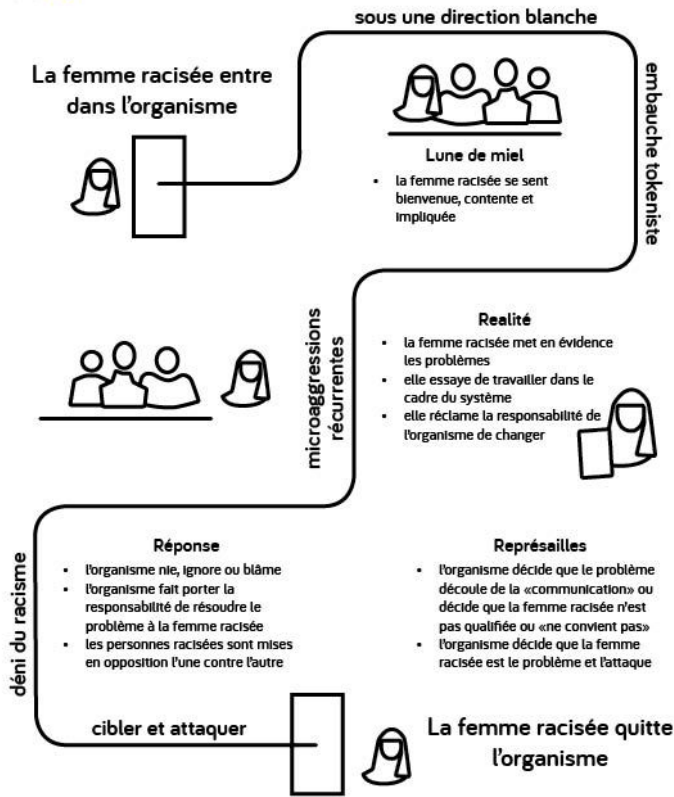 sous une direction blanche
La femme racisée entre
dans l'organisme
embauche tokeniste
Lune de miel
▪ la femme racisée se sent
bienvenue, contente et
impliquée
microaggressions
récurrentes
Realité
▪ la femme racisée met en évidence
les problèmes
▪ elle essaye de travailler dans le
cadre du système
▪ elle réclame la responsabilité de
l'organisme de changer
déni du racisme
Réponse
▪ l'organisme nie, ignore ou blâme
▪ l'organisme fait porter la
responsabilité de résoudre le
problème à la femme racisée
▪ les personnes racisées sont mises
en opposition l'une contre l'autre
Représailles
▪ l'organisme décide que le problème
découle de la «communication» ou
décide que la femme racisée n'est
pas qualifiée ou «ne convient pas»
▪ l'organisme décide que la femme
racisée est le problème et l'attaque
cibler et attaquer
La femme racisée quitte
l'organisme